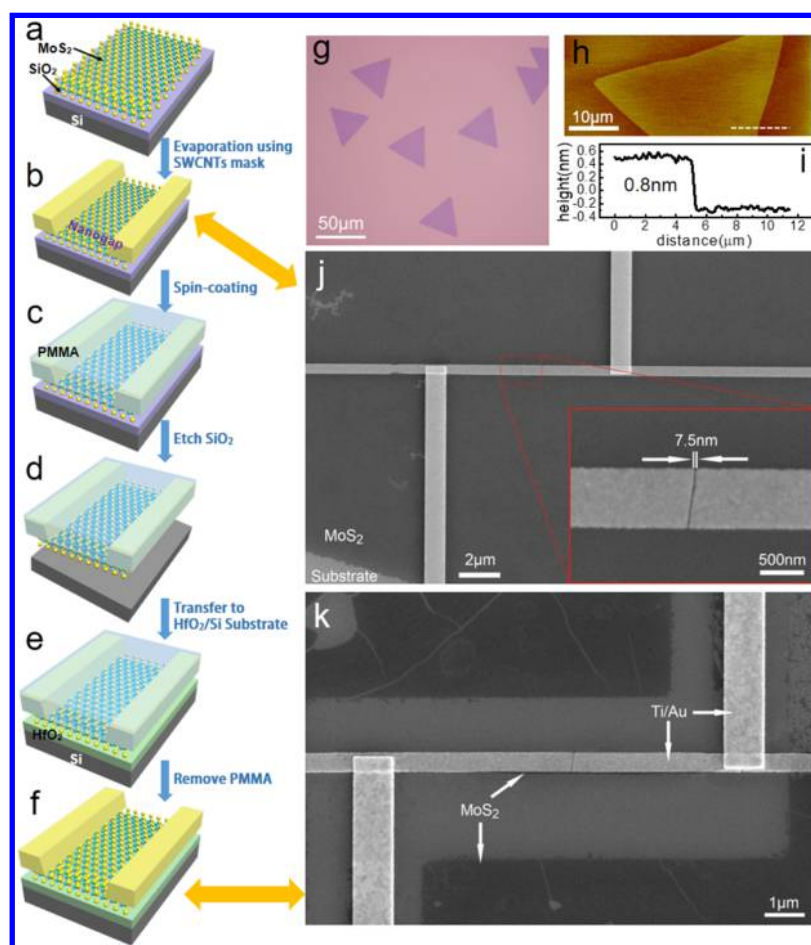 a
MoS₂
SiO₂
Si
Evaporation using
SWCNTs mask
b
Nanogap
Spin-coating
c
PMMA
Etch SiO₂
d
Transfer to
HfO₂/Si Substrate
e
HfO₂
Si
Remove PMMA
f
g
50μm
h
10μm
i
height(nm)
0.6
0.4
0.2
0.0
-0.2
-0.4
0.8nm
0 2 4 6 8 10 12
distance(μm)
j
7.5nm
MoS₂
Substrate
2μm
500nm
k
Ti/Au
MoS₂
1μm